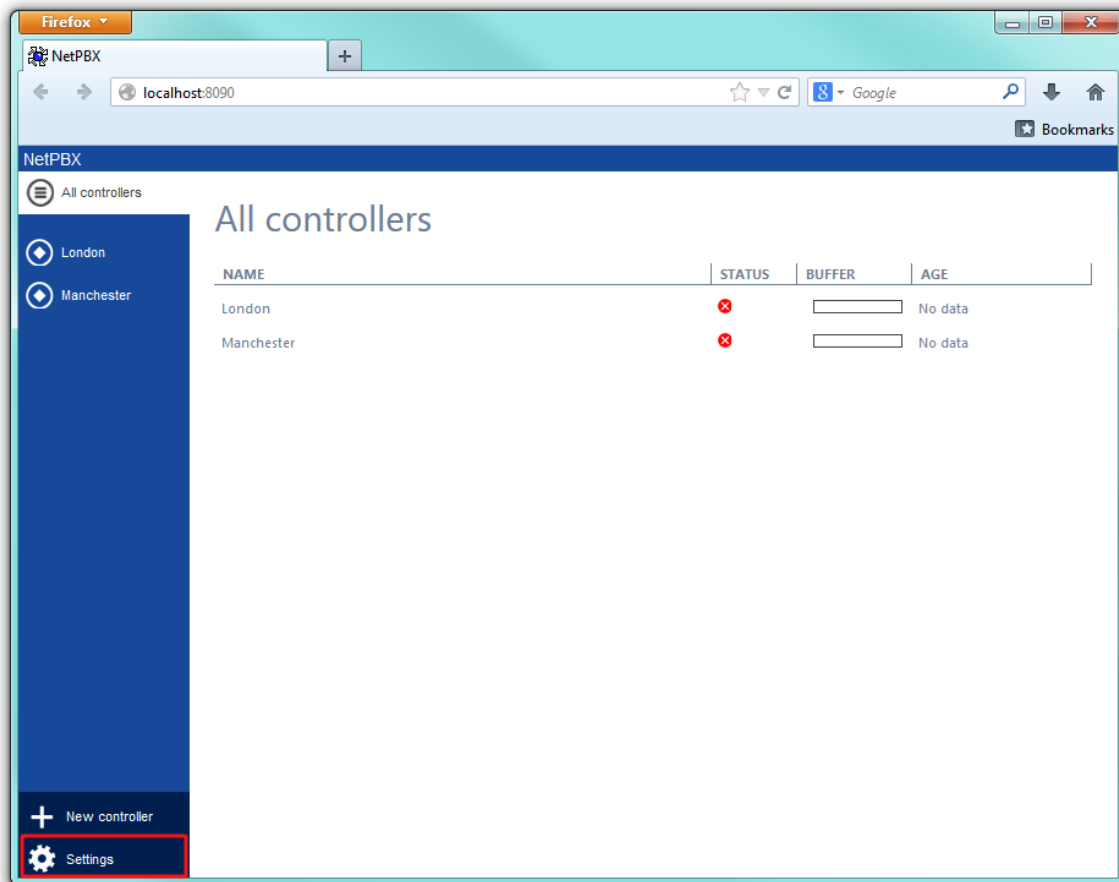 Firefox
NetPBX
localhost:8090
Google
Bookmarks
NetPBX
All controllers
London
Manchester
All controllers
NAME STATUS BUFFER AGE
London No data
Manchester No data
New controller
Settings